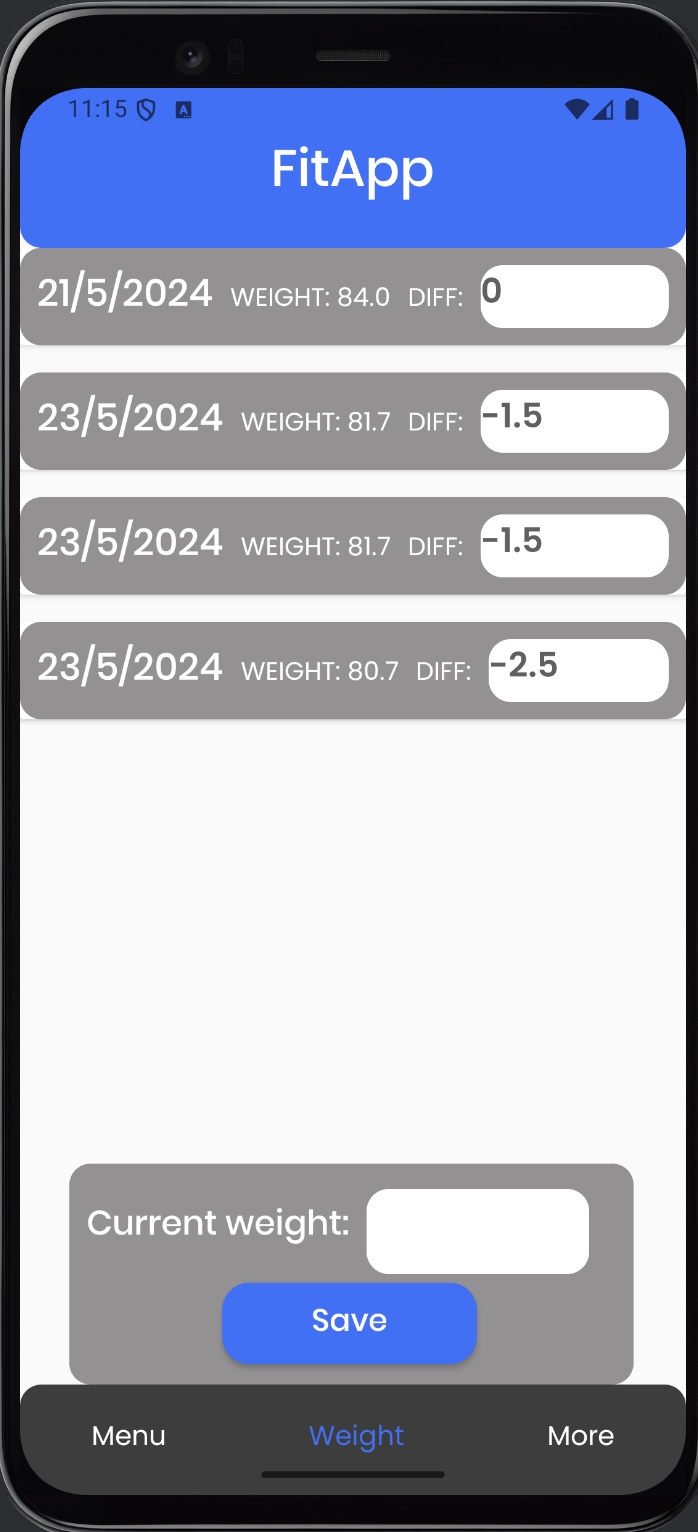 11:15
FitApp
21/5/2024 WEIGHT: 84.0 DIFF: 0
23/5/2024 WEIGHT: 81.7 DIFF: -1.5
23/5/2024 WEIGHT: 81.7 DIFF: -1.5
23/5/2024 WEIGHT: 80.7 DIFF: -2.5
Current weight:
Save
Menu Weight More